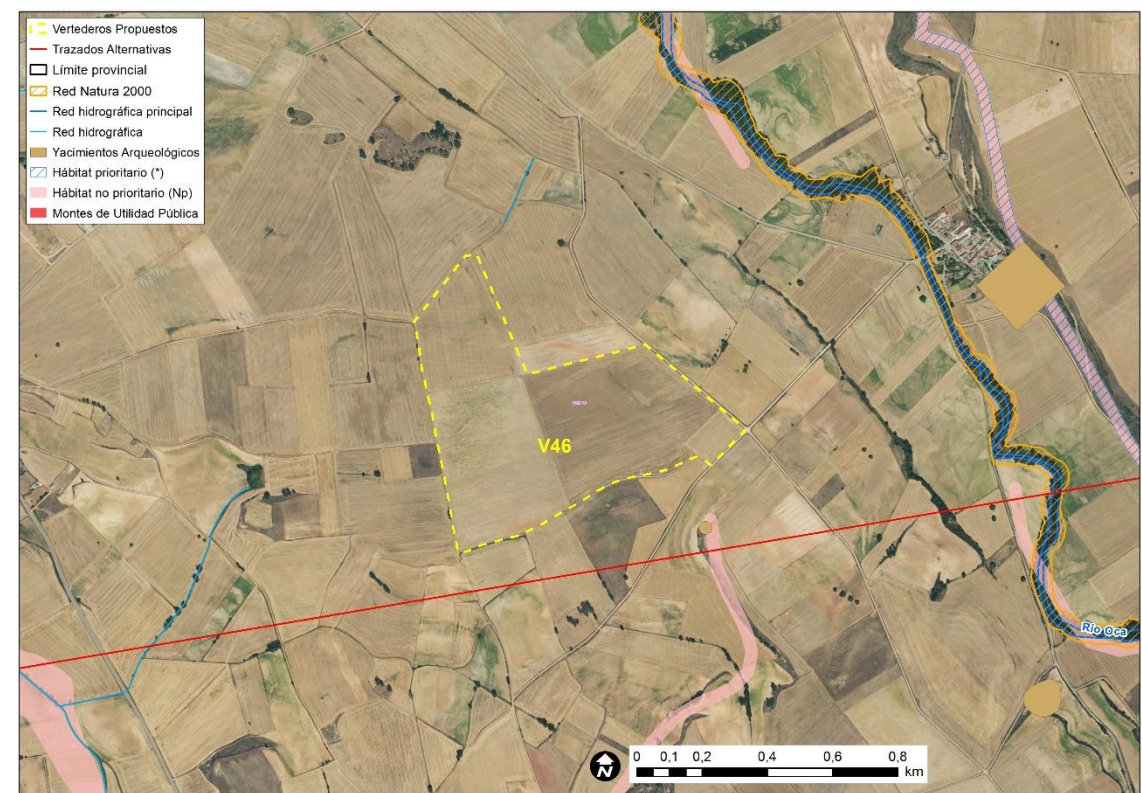 Vertederos Propuestos
Trazados Alternativas
Límite provincial
Red Natura 2000
Red hidrográfica principal
Red hidrográfica
Yacimientos Arqueológicos
Hábitat prioritario (*)
Hábitat no prioritario (Np)
Montes de Utilidad Pública
V46
Río Oca
N
0 0,1 0,2 0,4 0,6 0,8
km